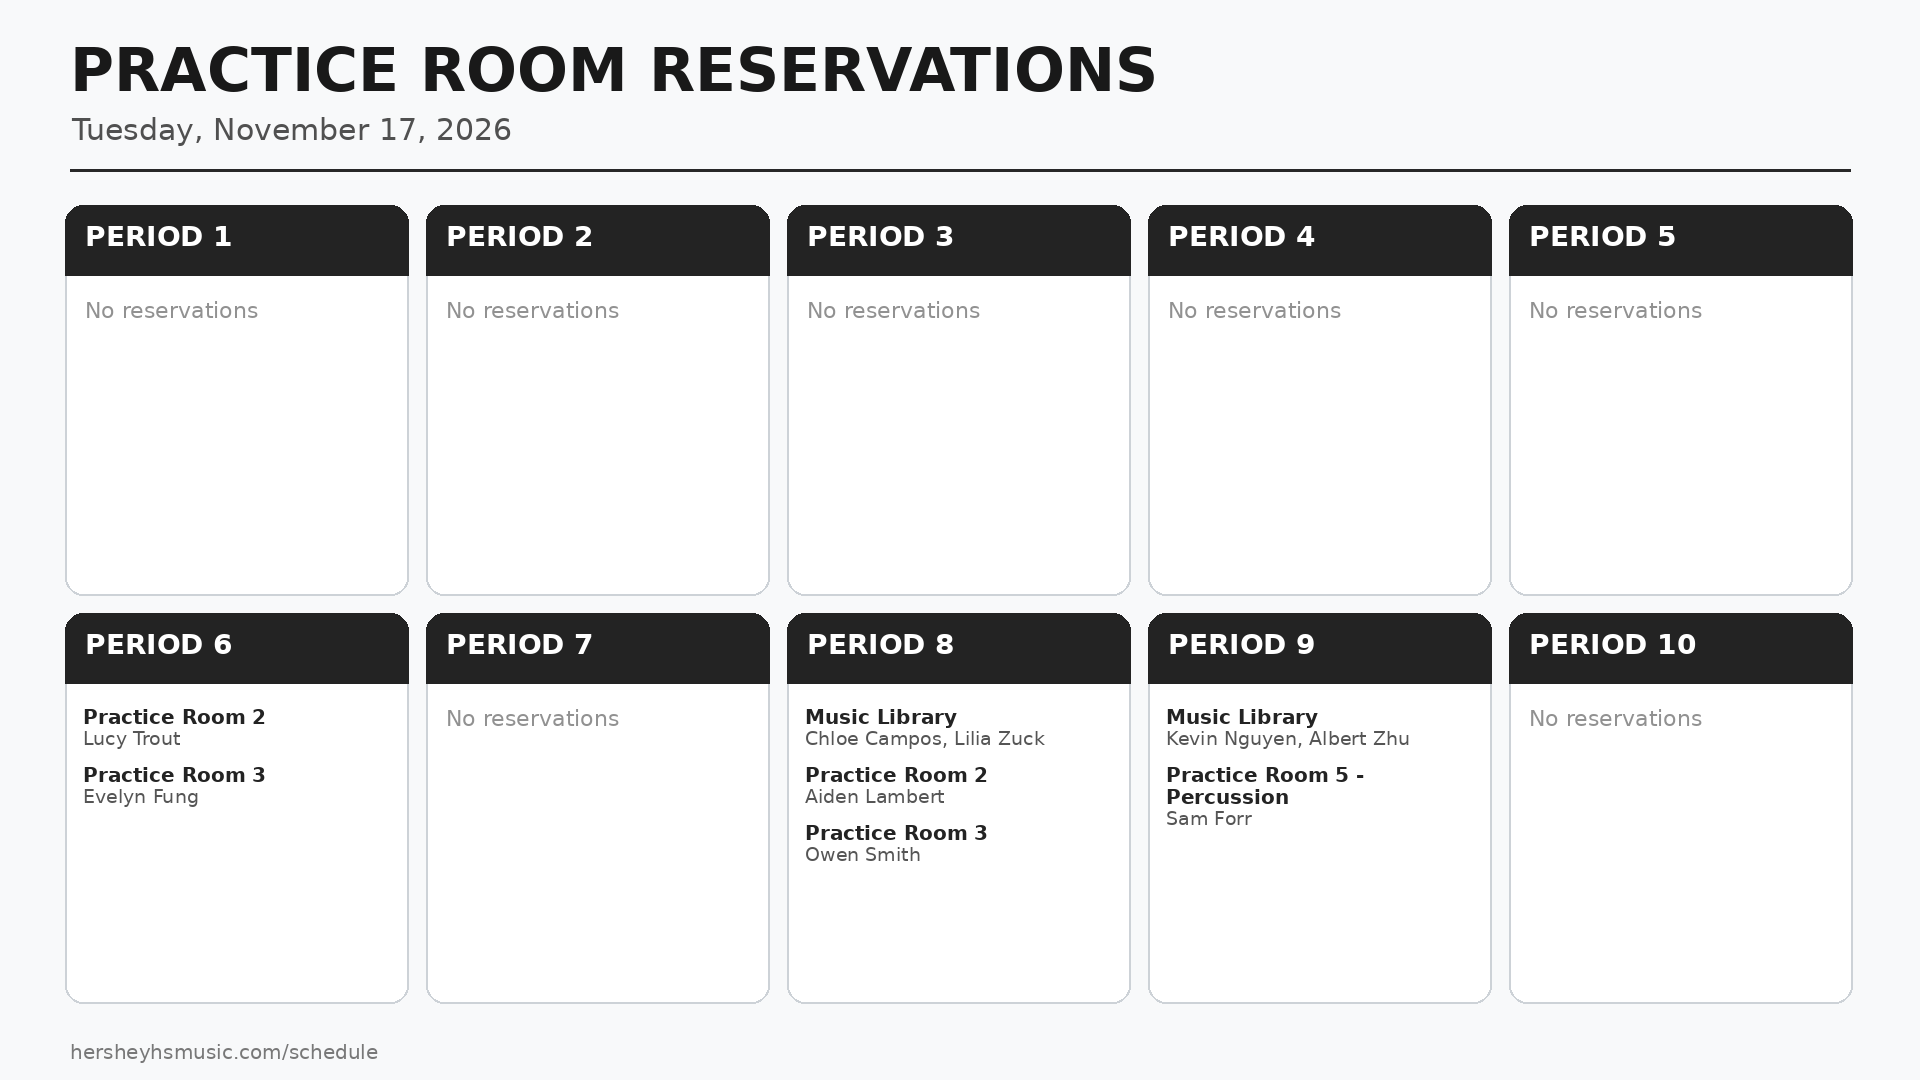 PRACTICE ROOM RESERVATIONS
Tuesday, November 17, 2026
PERIOD 1
No reservations
PERIOD 2
No reservations
PERIOD 3
No reservations
PERIOD 4
No reservations
PERIOD 5
No reservations
PERIOD 6
Practice Room 2
Lucy Trout
Practice Room 3
Evelyn Fung
PERIOD 7
No reservations
PERIOD 8
Music Library
Chloe Campos, Lilia Zuck
Practice Room 2
Aiden Lambert
Practice Room 3
Owen Smith
PERIOD 9
Music Library
Kevin Nguyen, Albert Zhu
Practice Room 5 -
Percussion
Sam Forr
PERIOD 10
No reservations
hersheyhsmusic.com/schedule